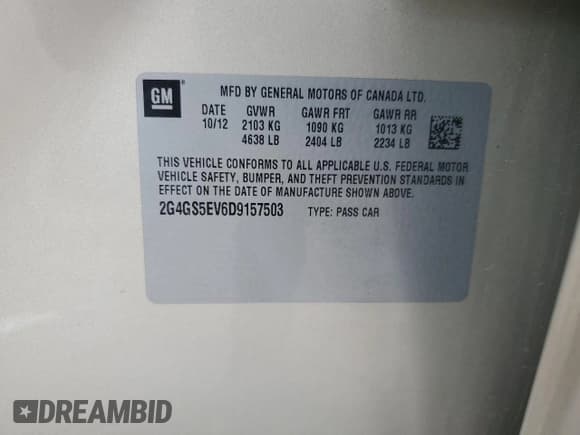 GM ®
MFD BY GENERAL MOTORS OF CANADA LTD.
DATE GVWR GAWR FRT GAWR RR
10/12 2103 KG 1090 KG 1013 KG
4638 LB 2404 LB 2234 LB
THIS VEHICLE CONFORMS TO ALL APPLICABLE U.S. FEDERAL MOTOR
VEHICLE SAFETY, BUMPER, AND THEFT PREVENTION STANDARDS IN
EFFECT ON THE DATE OF MANUFACTURE SHOWN ABOVE.
2G4GS5EV6D9157503 TYPE: PASS CAR
DREAMBID